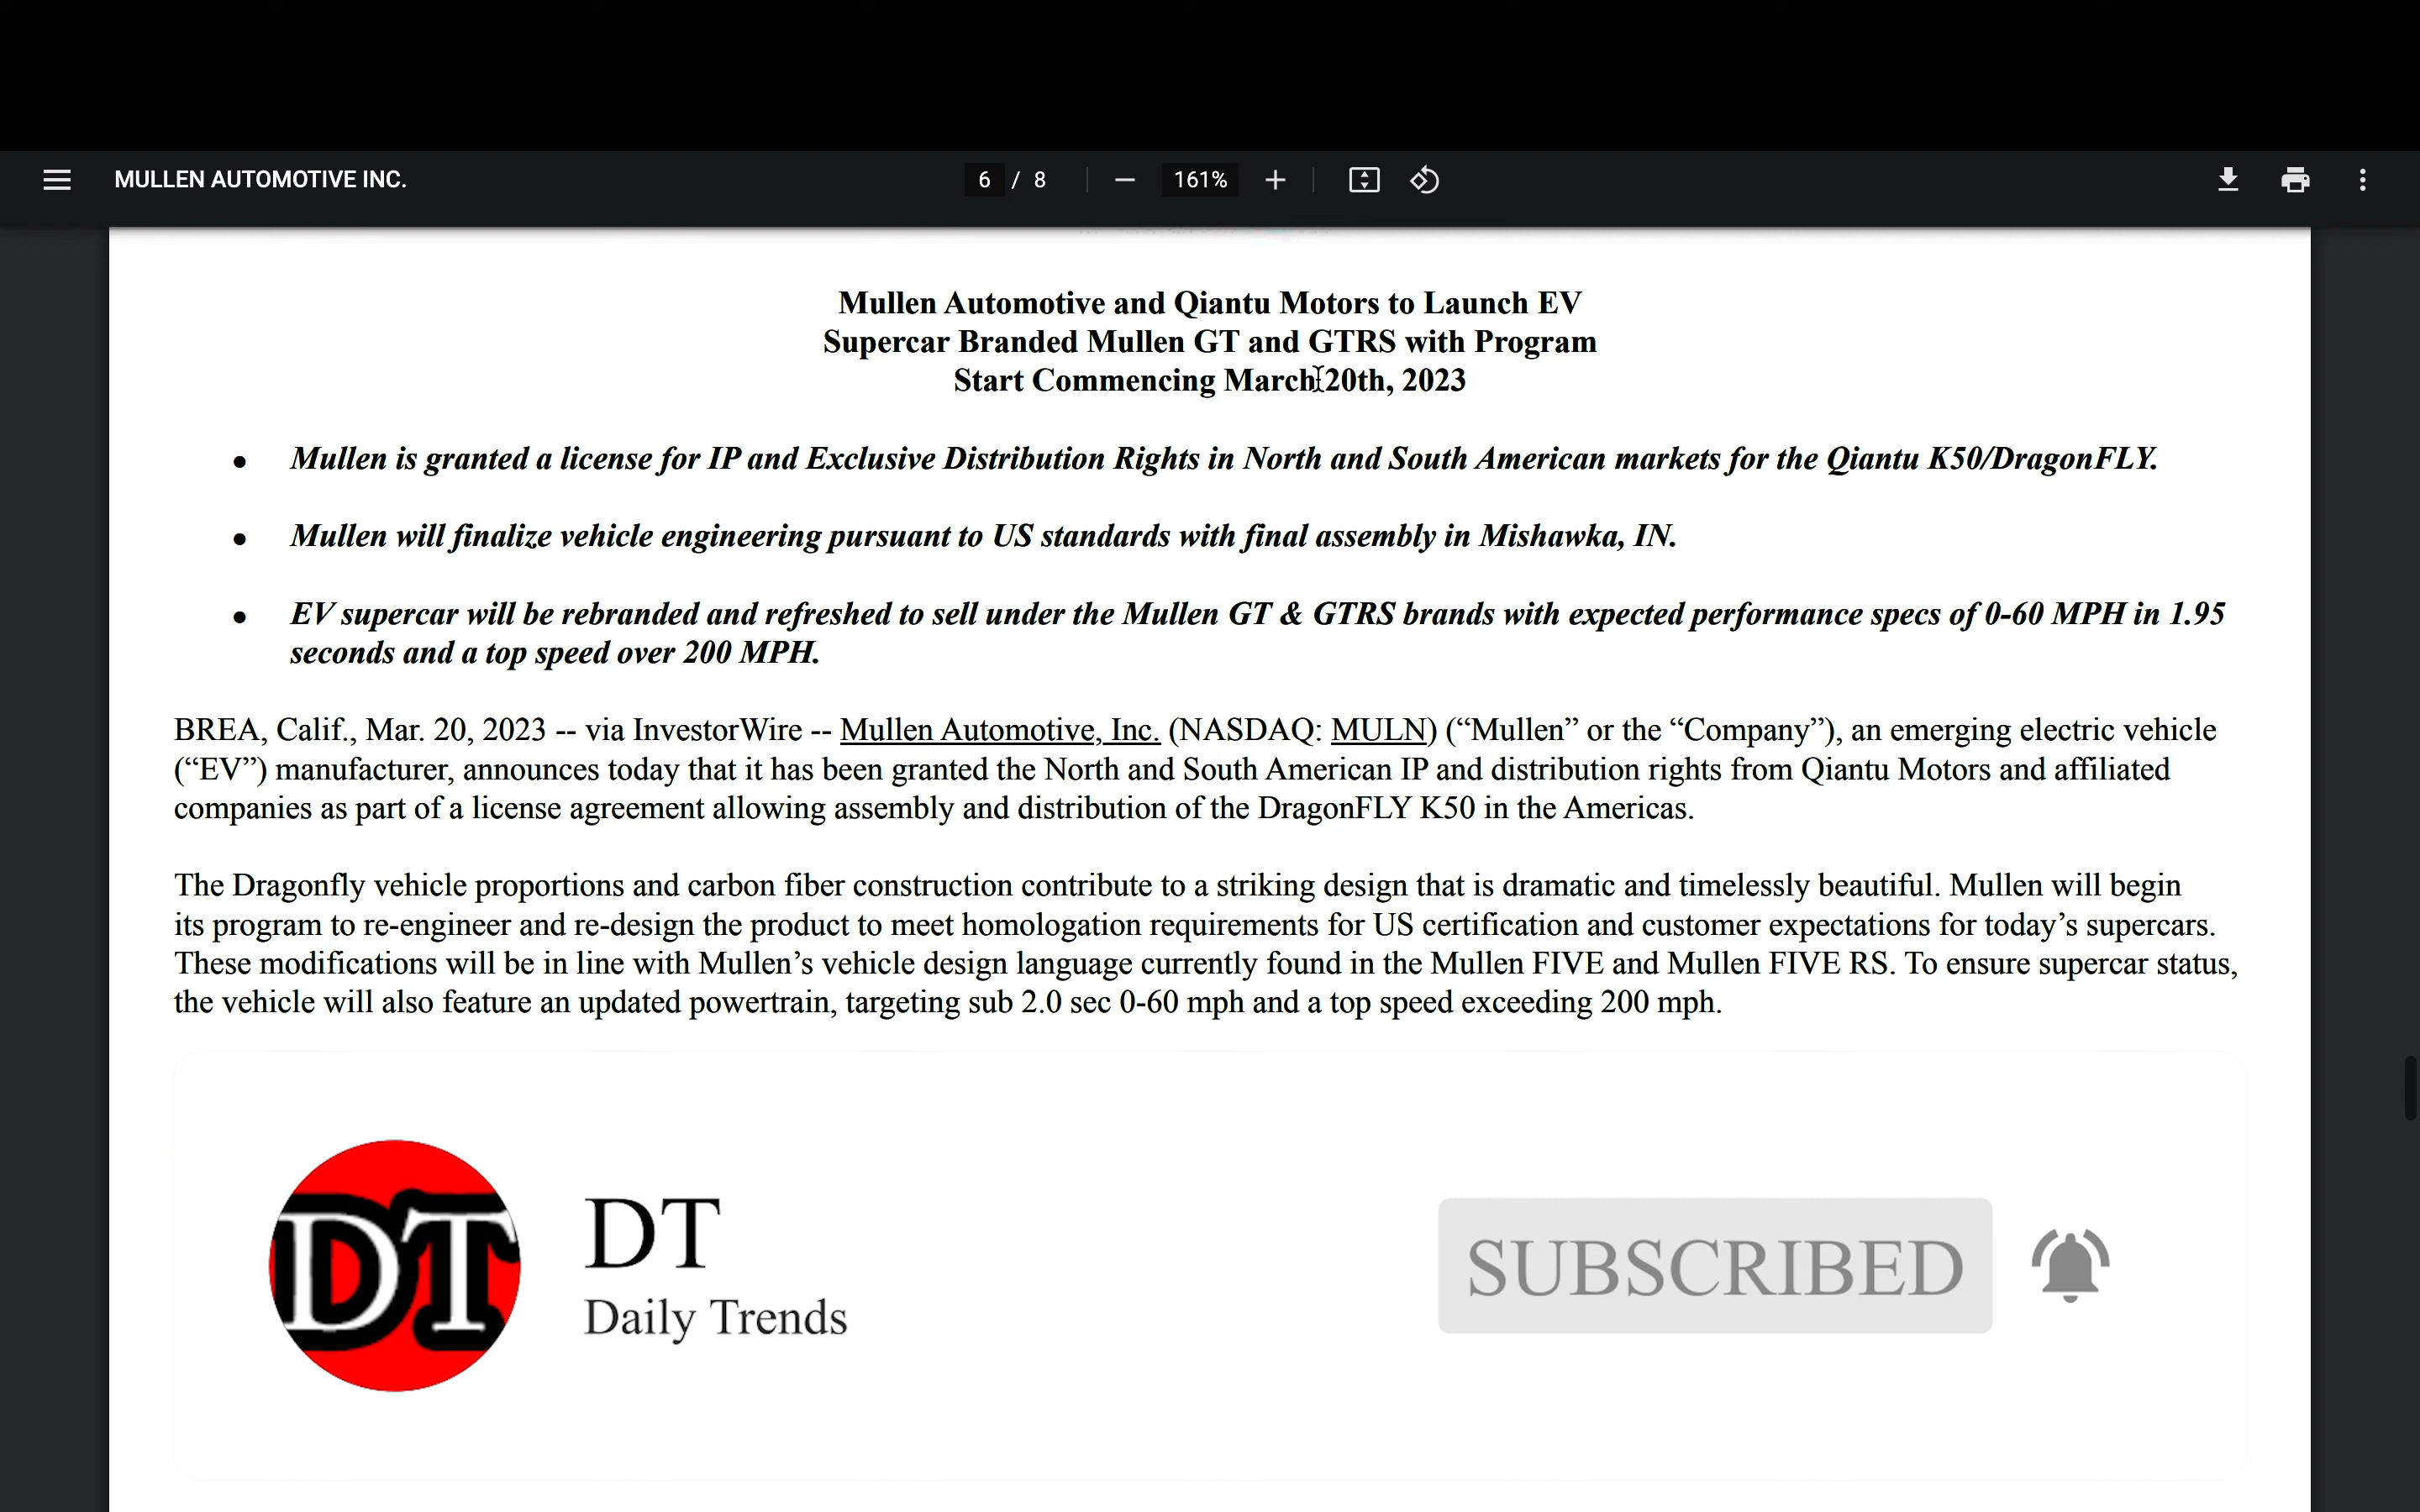 MULLEN AUTOMOTIVE INC.
6 / 8
161%
Mullen Automotive and Qiantu Motors to Launch EV
Supercar Branded Mullen GT and GTRS with Program
Start Commencing March 20th, 2023
• Mullen is granted a license for IP and Exclusive Distribution Rights in North and South American markets for the Qiantu K50/DragonFLY.
• Mullen will finalize vehicle engineering pursuant to US standards with final assembly in Mishawka, IN.
• EV supercar will be rebranded and refreshed to sell under the Mullen GT & GTRS brands with expected performance specs of 0-60 MPH in 1.95
seconds and a top speed over 200 MPH.
BREA, Calif., Mar. 20, 2023 -- via InvestorWire -- Mullen Automotive, Inc. (NASDAQ: MULN) (“Mullen” or the “Company”), an emerging electric vehicle
(“EV”) manufacturer, announces today that it has been granted the North and South American IP and distribution rights from Qiantu Motors and affiliated
companies as part of a license agreement allowing assembly and distribution of the DragonFLY K50 in the Americas.
The Dragonfly vehicle proportions and carbon fiber construction contribute to a striking design that is dramatic and timelessly beautiful. Mullen will begin
its program to re-engineer and re-design the product to meet homologation requirements for US certification and customer expectations for today’s supercars.
These modifications will be in line with Mullen’s vehicle design language currently found in the Mullen FIVE and Mullen FIVE RS. To ensure supercar status,
the vehicle will also feature an updated powertrain, targeting sub 2.0 sec 0-60 mph and a top speed exceeding 200 mph.
DT
DT
Daily Trends
SUBSCRIBED